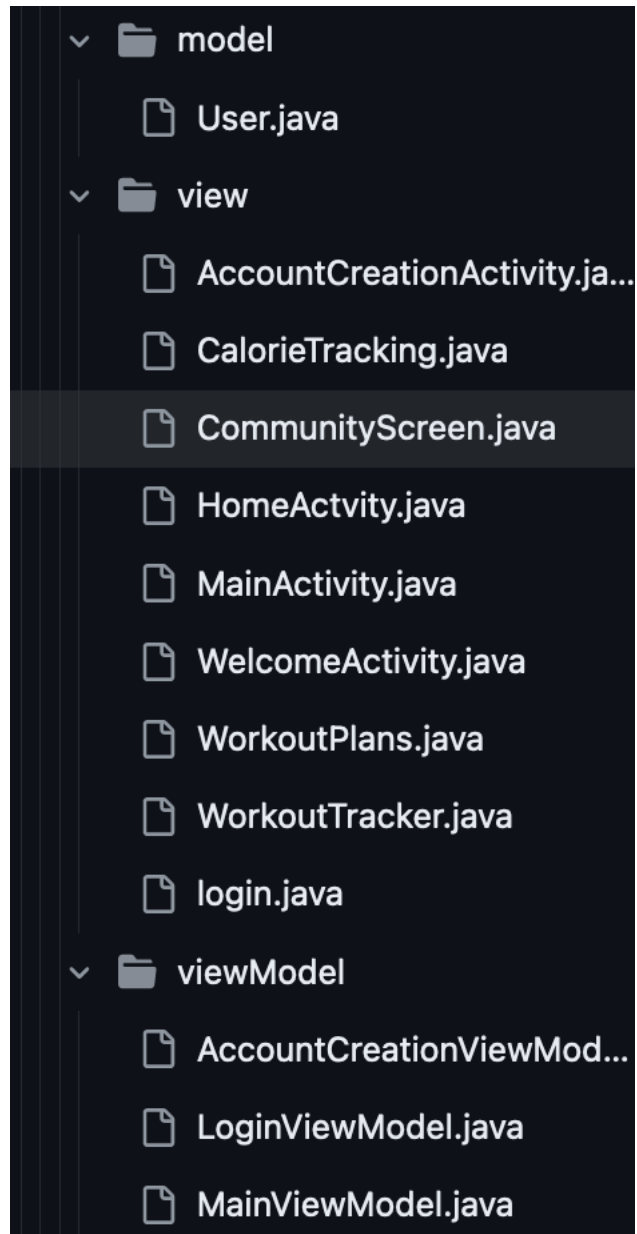 model
User.java
view
AccountCreationActivity.ja...
CalorieTracking.java
CommunityScreen.java
HomeActvity.java
MainActivity.java
WelcomeActivity.java
WorkoutPlans.java
WorkoutTracker.java
login.java
viewModel
AccountCreationViewMod...
LoginViewModel.java
MainViewModel.java